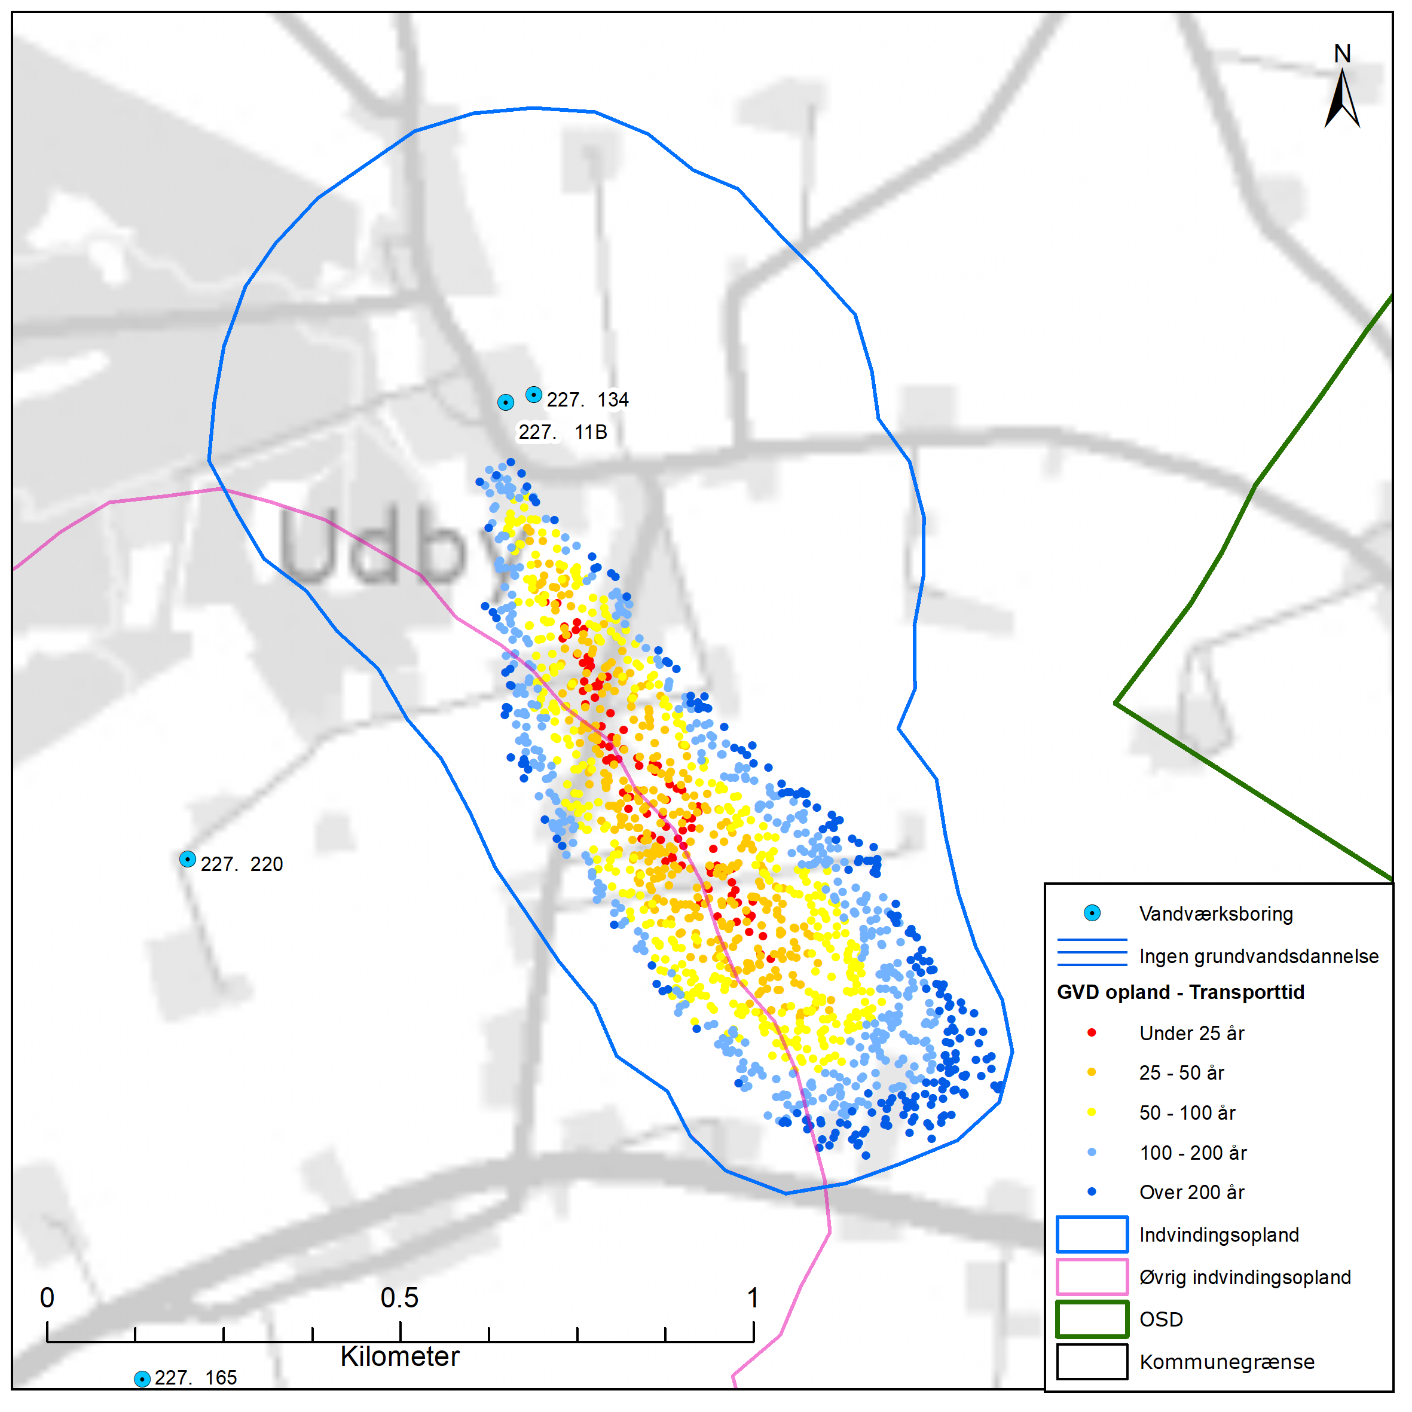 N
227. 134
227. 11B
Udby
227. 220
Vandværksboring
Ingen grundvandsdannelse
GVD opland - Transporttid
Under 25 år
25 - 50 år
50 - 100 år
100 - 200 år
Over 200 år
Indvindingsopland
Øvrig indvindingsopland
OSD
Kommunegrænse
0 0.5 1
Kilometer
227. 165